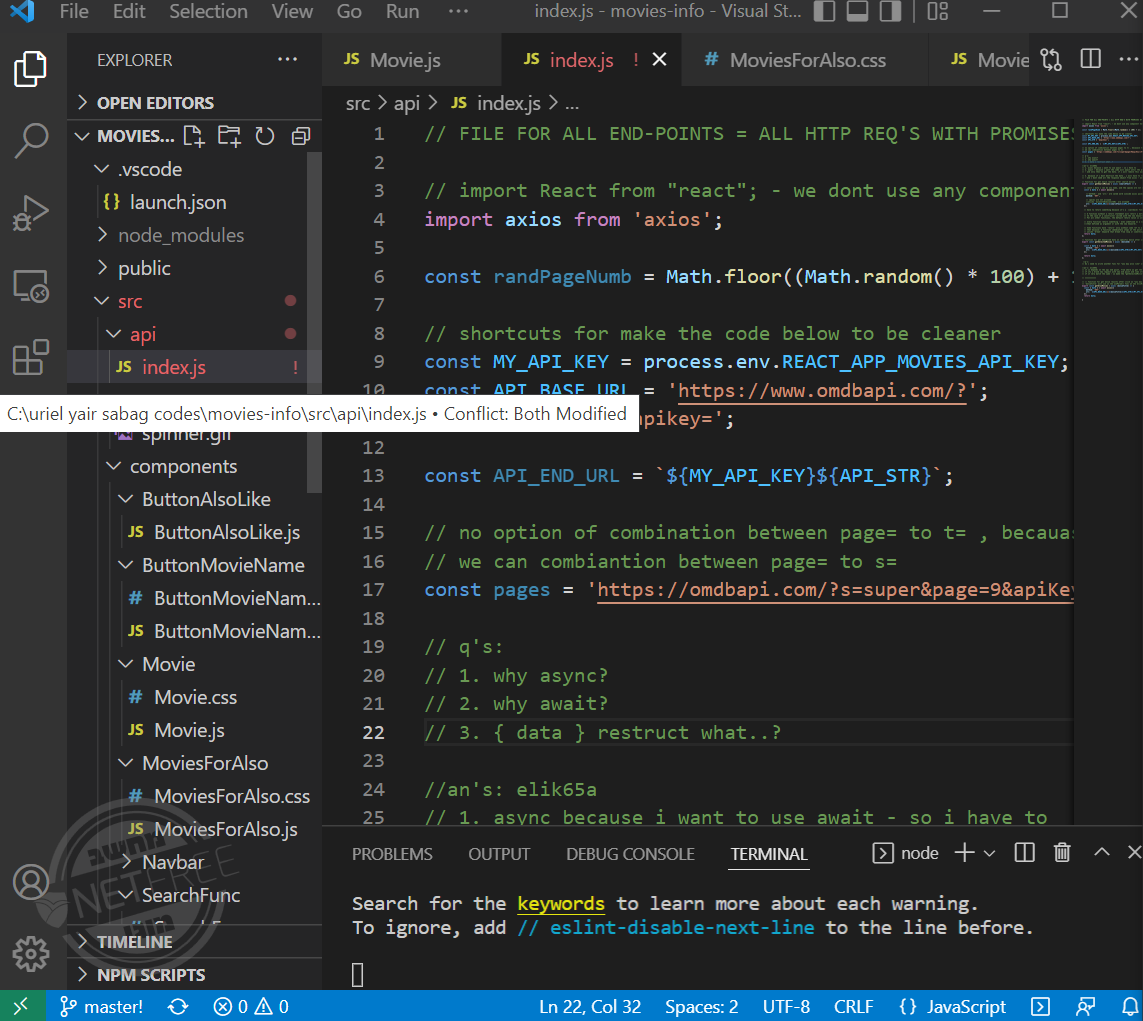 File Edit Selection View Go Run ··· index.js - movies-info - Visual St...
EXPLORER
OPEN EDITORS
MOVIES...
.vscode
{} launch.json
node_modules
public
src
api
JS index.js !
C:\uriel yair sabag codes\movies-info\src\api\index.js • Conflict: Both Modified
spinner.gif
components
ButtonAlsoLike
JS ButtonAlsoLike.js
ButtonMovieName
# ButtonMovieNam...
JS ButtonMovieNam...
Movie
# Movie.css
JS Movie.js
MoviesForAlso
# MoviesForAlso.css
JS MoviesForAlso.js
Navbar
SearchFunc
TIMELINE
NPM SCRIPTS
JS Movie.js JS index.js ! # MoviesForAlso.css JS Movie
src > api > JS index.js > ...
1 // FILE FOR ALL END-POINTS = ALL HTTP REQ'S WITH PROMISES
2
3 // import React from "react"; - we dont use any component
4 import axios from 'axios';
5
6 const randPageNumb = Math.floor((Math.random() * 100) +
7
8 // shortcuts for make the code below to be cleaner
9 const MY_API_KEY = process.env.REACT_APP_MOVIES_API_KEY;
10 const API_BASE_URL = 'https://www.omdbapi.com/?';
apikey=';
12
13 const API_END_URL = `${MY_API_KEY}${API_STR}`;
14
15 // no option of combination between page= to t= , becauas
16 // we can combiantion between page= to s=
17 const pages = 'https://omdbapi.com/?s=super&page=9&apiKey
18
19 // q's:
20 // 1. why async?
21 // 2. why await?
22 // 3. { data } restruct what..?
23
24 //an's: elik65a
25 // 1. async because i want to use await - so i have to
PROBLEMS OUTPUT DEBUG CONSOLE TERMINAL node
Search for the keywords to learn more about each warning.
To ignore, add // eslint-disable-next-line to the line before.
NETFREE
master! 0 0 Ln 22, Col 32 Spaces: 2 UTF-8 CRLF {} JavaScript